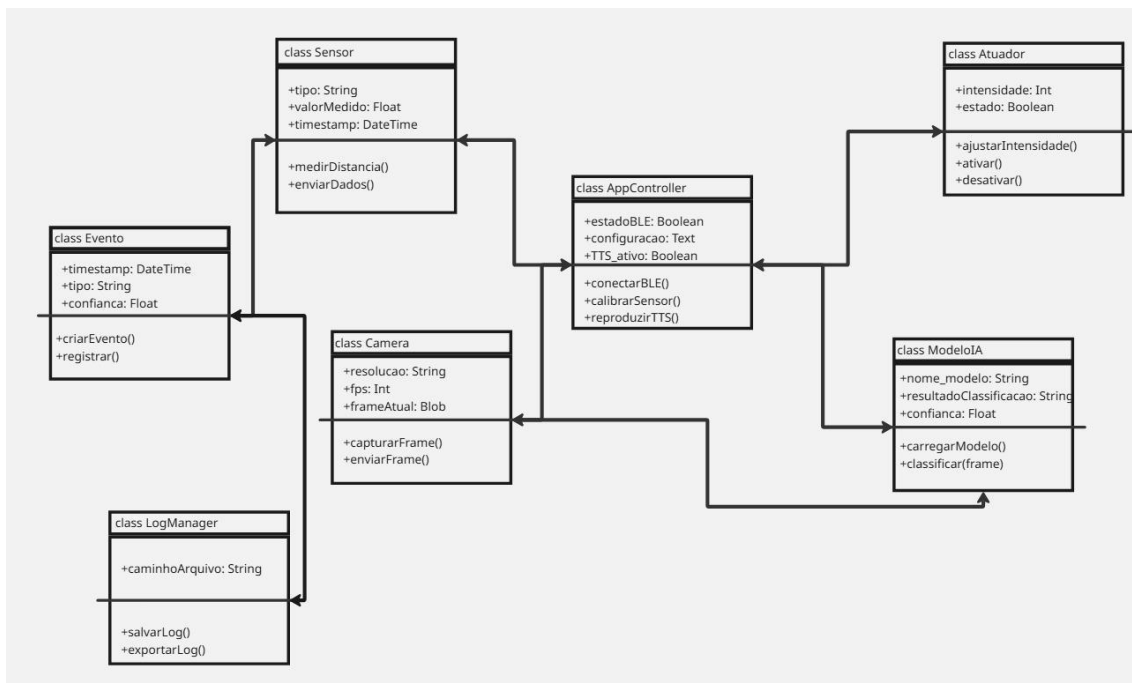 class Sensor
+tipo: String
+valorMedido: Float
+timestamp: DateTime
+medirDistancia()
+enviarDados()
class Atuador
+intensidade: Int
+estado: Boolean
+ajustarIntensidade()
+ativar()
+desativar()
class AppController
+estadoBLE: Boolean
+configuracao: Text
+TTS_ativo: Boolean
+conectarBLE()
+calibrarSensor()
+reproduzirTTS()
class Evento
+timestamp: DateTime
+tipo: String
+confianca: Float
+criarEvento()
+registrar()
class Camera
+resolucao: String
+fps: Int
+frameAtual: Blob
+capturarFrame()
+enviarFrame()
class ModeloIA
+nome_modelo: String
+resultadoClassificacao: String
+confianca: Float
+carregarModelo()
+classificar(frame)
class LogManager
+caminhoArquivo: String
+salvarLog()
+exportarLog()